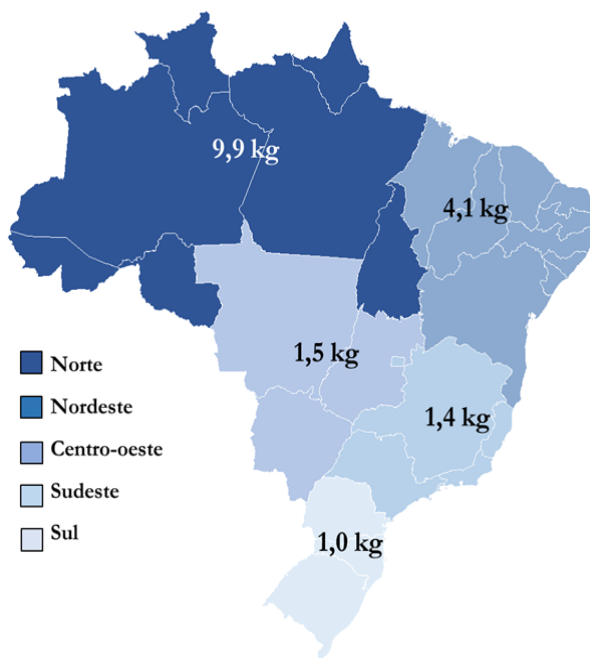 9,9 kg
4,1 kg
1,5 kg
1,4 kg
1,0 kg
Norte
Nordeste
Centro-oeste
Sudeste
Sul